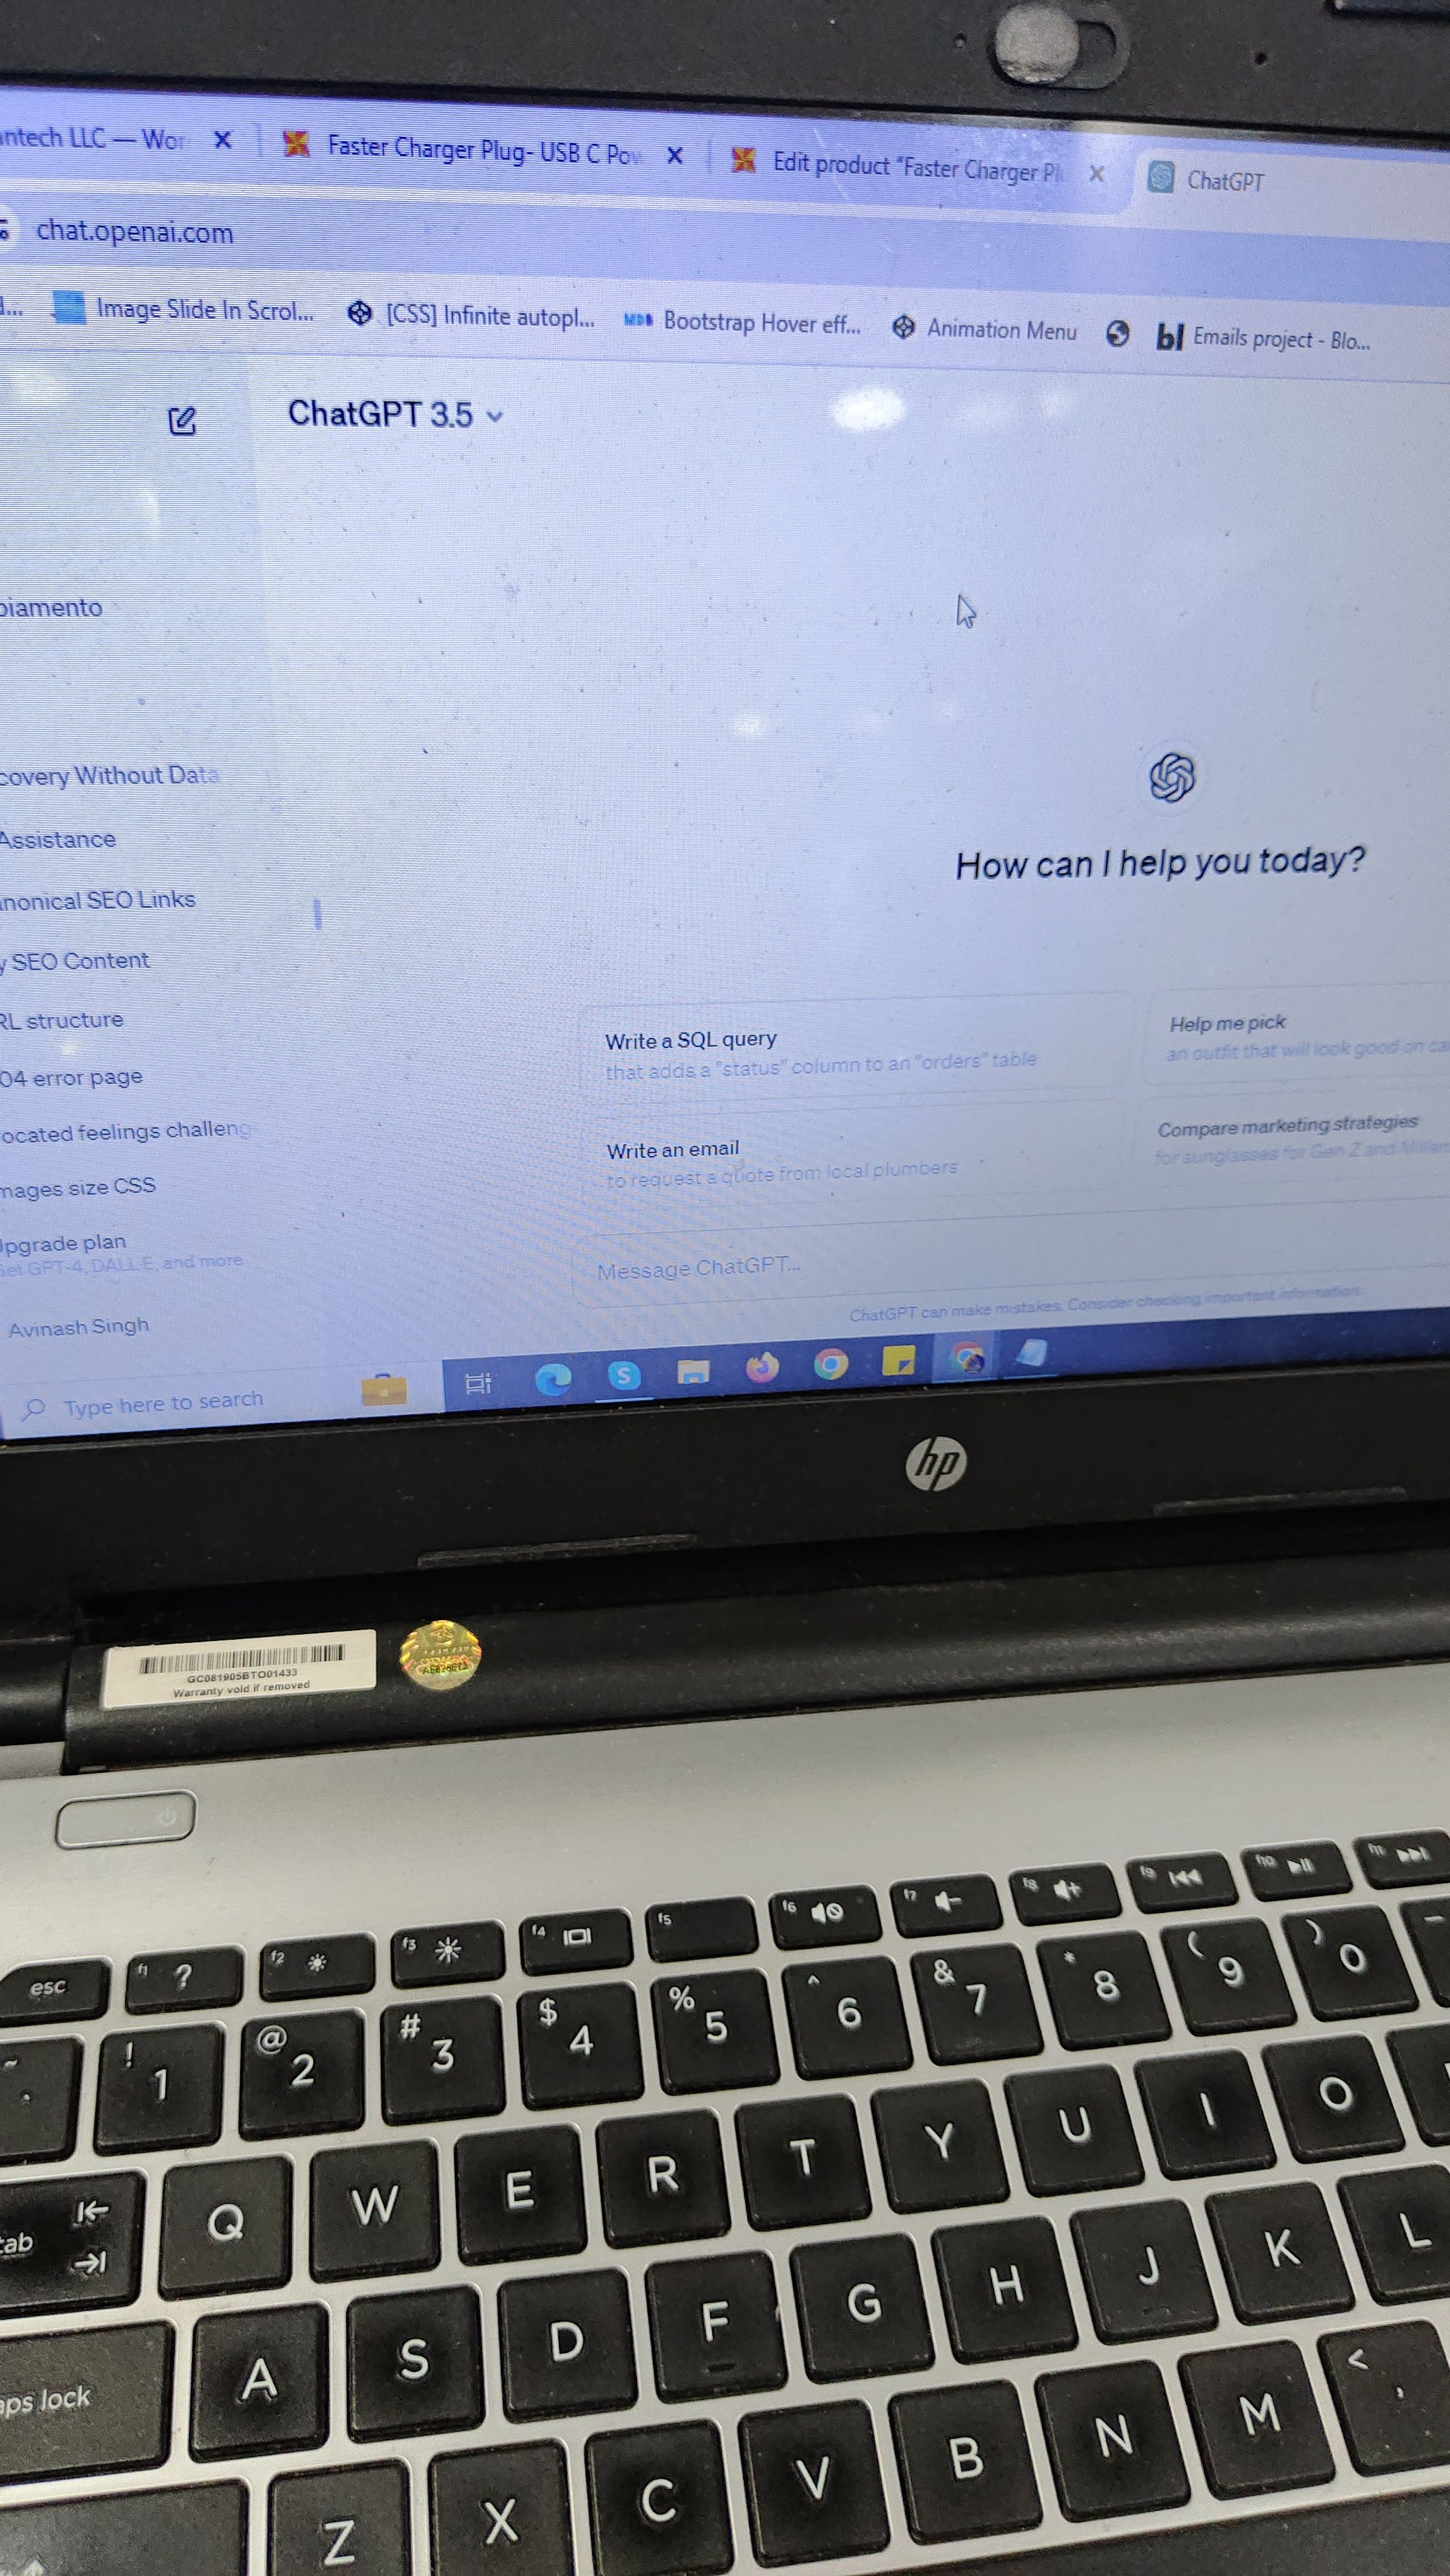 ntech LLC — Wor
Faster Charger Plug- USB C Pow
Edit product "Faster Charger Pl
ChatGPT
chat.openai.com
Image Slide In Scrol...
[CSS] Infinite autopl...
Bootstrap Hover eff...
Animation Menu
bl Emails project - Blo...
ChatGPT 3.5
biamento
covery Without Data
Assistance
nonical SEO Links
y SEO Content
RL structure
04 error page
ocated feelings challeng
mages size CSS
Upgrade plan
Get GPT-4, DALL·E, and more
Avinash Singh
How can I help you today?
Write a SQL query
that adds a "status" column to an "orders" table
Help me pick
an outfit that will look good on ca
Write an email
to request a quote from local plumbers
Compare marketing strategies
for sunglasses for Gen Z and Millen
Message ChatGPT...
ChatGPT can make mistakes. Consider checking important information.
Type here to search
hp
GC081905BTO01433
Warranty void if removed
esc f1 ? f2 f3 f4 f5 f6 f7 f8 f9 f10 f11
~ ! 1 @ 2 # 3 $ 4 % 5 ^ 6 & 7 * 8 ( 9 ) 0
tab Q W E R T Y U I O
aps lock A S D F G H J K L
Z X C V B N M < ,